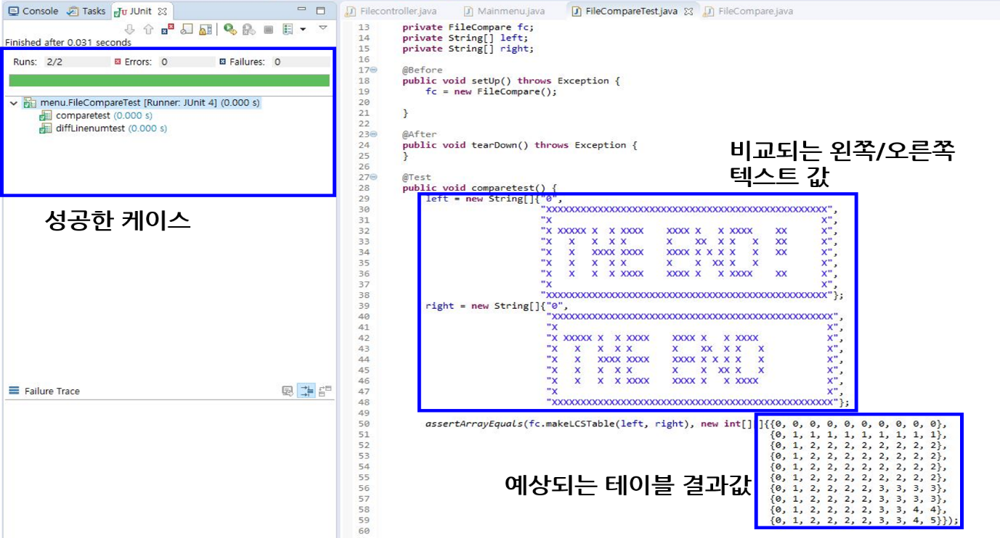 Console Tasks JUnit
Finished after 0.031 seconds
Runs: 2/2 Errors: 0 Failures: 0
menu.FileCompareTest [Runner: JUnit 4] (0.000 s)
comparetest (0.000 s)
diffLinenumtest (0.000 s)
성공한 케이스
Failure Trace
Filecontroller.java Mainmenu.java FileCompareTest.java FileCompare.java
13 private FileCompare fc;
14 private String[] left;
15 private String[] right;
16
17 @Before
18 public void setUp() throws Exception {
19 fc = new FileCompare();
20
21 }
22
23 @After
24 public void tearDown() throws Exception {
25 }
26
27 @Test
28 public void comparetest() {
비교되는 왼쪽/오른쪽
텍스트 값
29 left = new String[]{"0",
30 "XXXXXXXXXXXXXXXXXXXXXXXXXXXXXXXXXXXXXXXXXXXXXXXXX",
31 "X                                               X",
32 "X XXXXX X  X XXXX    XXXX X   X XXXX    XX      X",
33 "X   X   X  X X       X    XX  X X   X   XX      X",
34 "X   X   XXXX XXXX    XXXX X X X X   X   XX      X",
35 "X   X   X  X X       X    X  XX X   X           X",
36 "X   X   X  X XXXX    XXXX X   X XXXX    XX      X",
37 "X                                               X",
38 "XXXXXXXXXXXXXXXXXXXXXXXXXXXXXXXXXXXXXXXXXXXXXXXXX"};
39 right = new String[]{"0",
40 "XXXXXXXXXXXXXXXXXXXXXXXXXXXXXXXXXXXXXXXXXXXXXXXXX",
41 "X                                               X",
42 "X XXXXX X  X XXXX    XXXX X   X XXXX            X",
43 "X   X   X  X X       X    XX  X X   X           X",
44 "X   X   XXXX XXXX    XXXX X X X X   X           X",
45 "X   X   X  X X       X    X  XX X   X           X",
46 "X   X   X  X XXXX    XXXX X   X XXXX            X",
47 "X                                               X",
48 "XXXXXXXXXXXXXXXXXXXXXXXXXXXXXXXXXXXXXXXXXXXXXXXXX"};
49
50 assertArrayEquals(fc.makeLCSTable(left, right), new int[][]{{0, 0, 0, 0, 0, 0, 0, 0, 0, 0},
51 {0, 1, 1, 1, 1, 1, 1, 1, 1, 1},
52 {0, 1, 2, 2, 2, 2, 2, 2, 2, 2},
53 {0, 1, 2, 2, 2, 2, 2, 2, 2, 2},
54 {0, 1, 2, 2, 2, 2, 2, 2, 2, 2},
55 {0, 1, 2, 2, 2, 2, 2, 2, 2, 2},
56 {0, 1, 2, 2, 2, 2, 3, 3, 3, 3},
57 {0, 1, 2, 2, 2, 2, 3, 3, 3, 3},
58 {0, 1, 2, 2, 2, 2, 3, 3, 4, 4},
59 {0, 1, 2, 2, 2, 2, 3, 3, 4, 5}});
60
예상되는 테이블 결과값